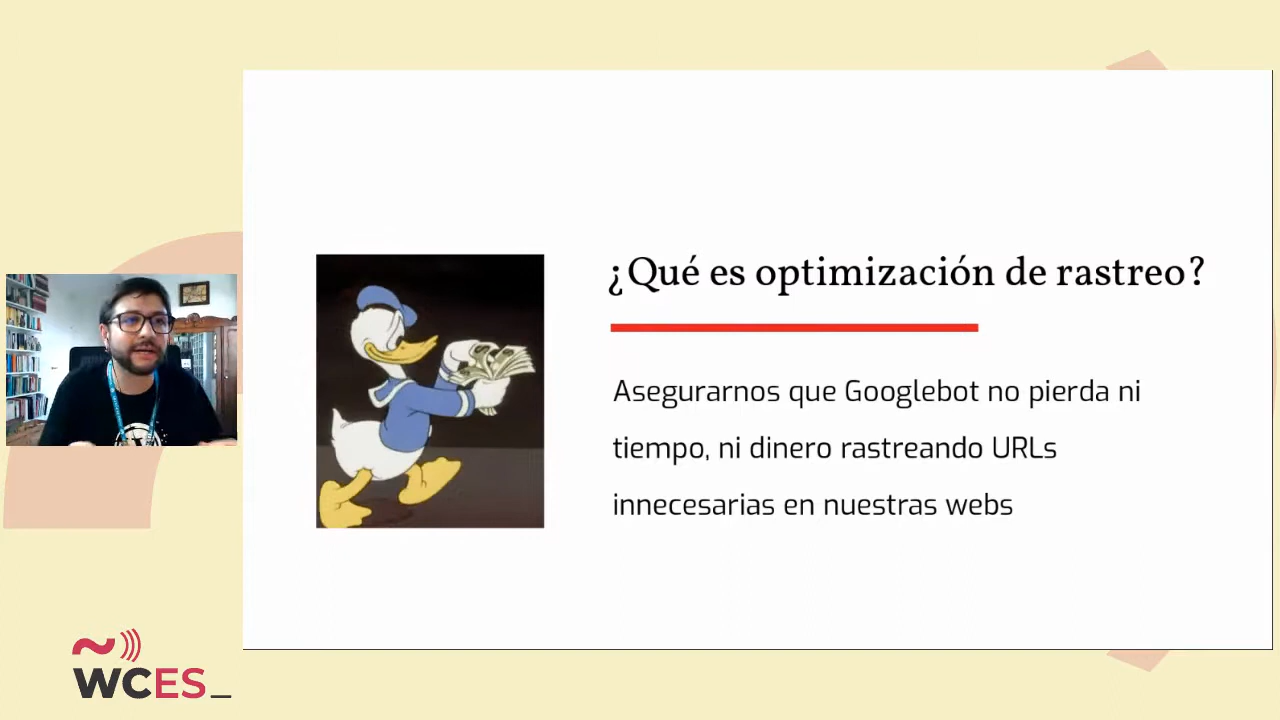 ¿Qué es optimización de rastreo?
Asegurarnos que Googlebot no pierda ni
tiempo, ni dinero rastreando URLs
innecesarias en nuestras webs
WCES_